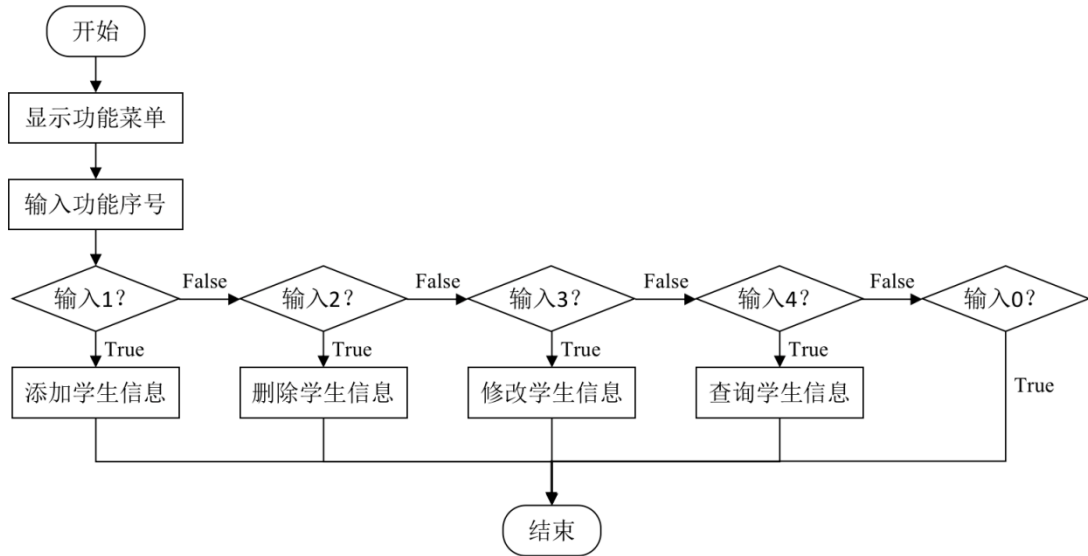 开始
显示功能菜单
输入功能序号
输入1?
False
输入2?
False
输入3?
False
输入4?
False
输入0?
True
True
True
True
True
添加学生信息
删除学生信息
修改学生信息
查询学生信息
结束